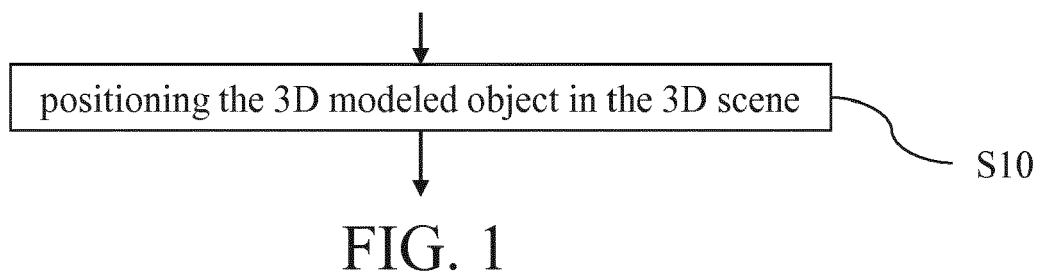 positioning the 3D modeled object in the 3D scene
S10
FIG. 1